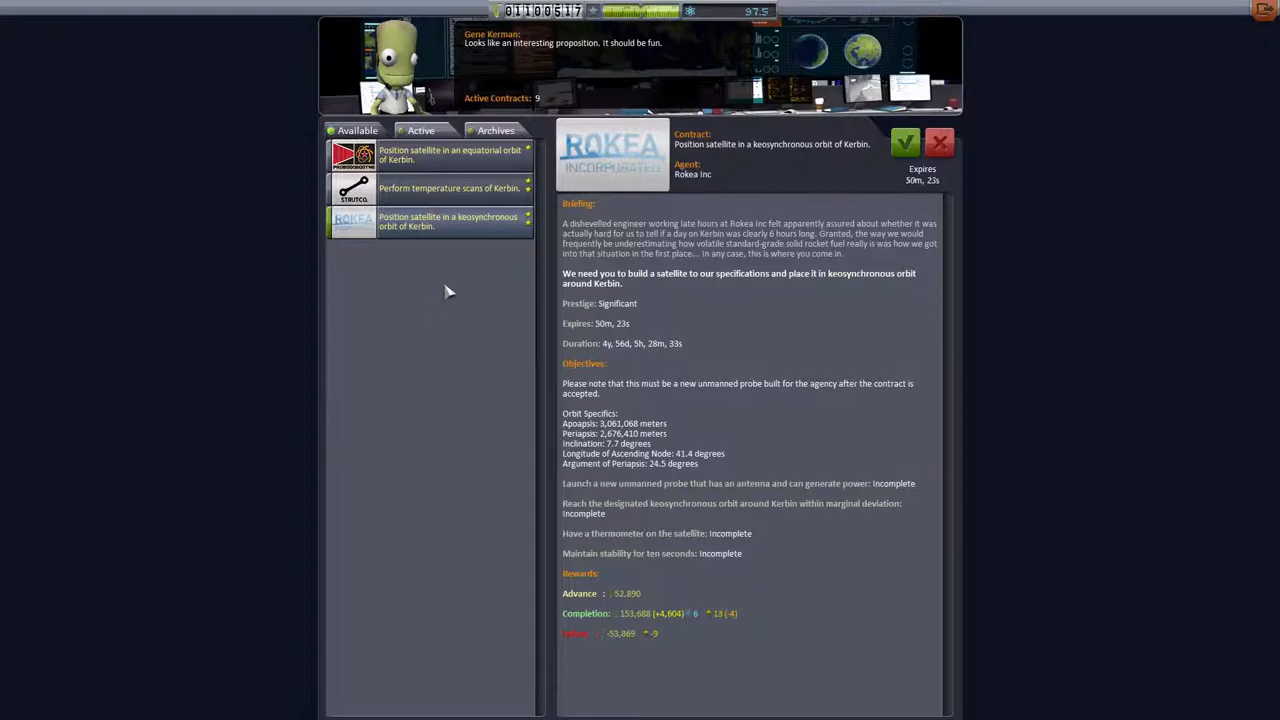 01100517
97.5
Gene Kerman:
Looks like an interesting proposition. It should be fun.
Active Contracts: 9
Available
Active
Archives
Position satellite in an equatorial orbit
of Kerbin.
STRUTCO.
Perform temperature scans of Kerbin.
ROKEA
Position satellite in a keosynchronous
orbit of Kerbin.
ROKEA
INCORPORATED
Contract:
Position satellite in a keosynchronous orbit of Kerbin.
Agent:
Rokea Inc
Expires
50m, 23s
Briefing:
A dishevelled engineer working late hours at Rokea Inc felt apparently assured about whether it was
actually hard for us to tell if a day on Kerbin was clearly 6 hours long. Granted, the way we would
frequently be underestimating how volatile standard-grade solid rocket fuel really is was how we got
into that situation in the first place... In any case, this is where you come in.
We need you to build a satellite to our specifications and place it in keosynchronous orbit
around Kerbin.
Prestige: Significant
Expires: 50m, 23s
Duration: 4y, 56d, 5h, 28m, 33s
Objectives:
Please note that this must be a new unmanned probe built for the agency after the contract is
accepted.
Orbit Specifics:
Apoapsis: 3,061,068 meters
Periapsis: 2,676,410 meters
Inclination: 7.7 degrees
Longitude of Ascending Node: 41.4 degrees
Argument of Periapsis: 24.5 degrees
Launch a new unmanned probe that has an antenna and can generate power: Incomplete
Reach the designated keosynchronous orbit around Kerbin within marginal deviation:
Incomplete
Have a thermometer on the satellite: Incomplete
Maintain stability for ten seconds: Incomplete
Rewards:
Advance : 52,890
Completion: 153,688 (+4,604) 6 13 (-4)
-53,869 -9